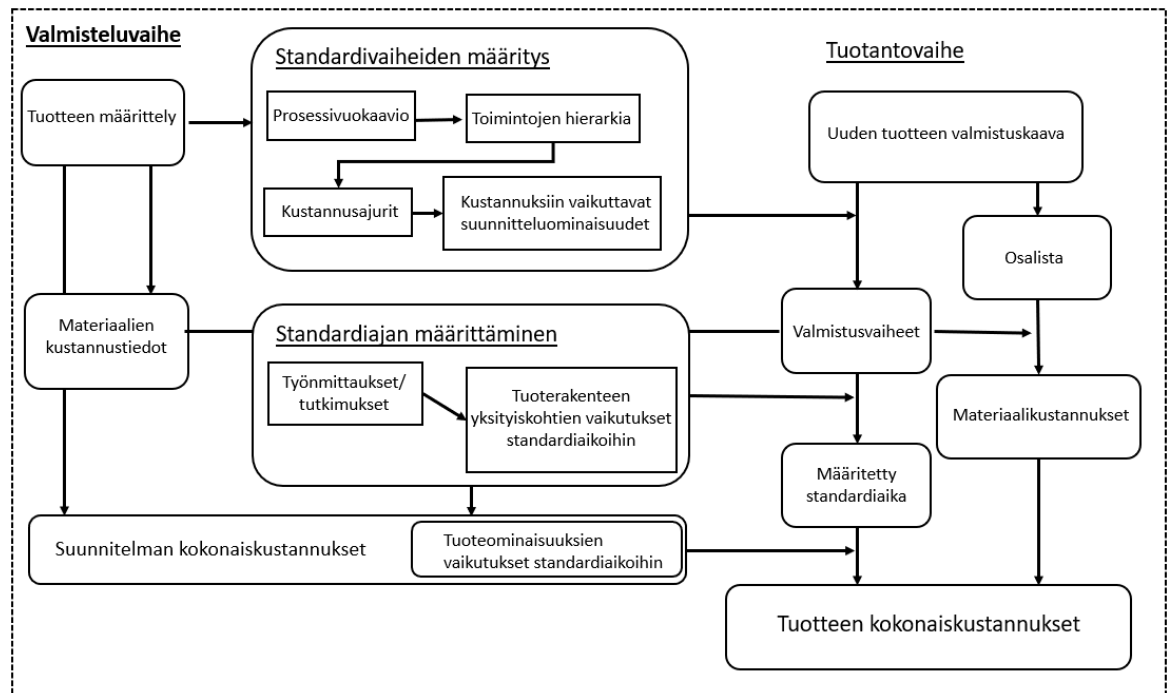 Valmisteluvaihe
Tuotteen määrittely
Standardivaiheiden määritys
Prosessivuokaavio
Toimintojen hierarkia
Kustannusajurit
Kustannuksiin vaikuttavat
suunnitteluominaisuudet
Tuotantovaihe
Uuden tuotteen valmistuskaava
Osalista
Materiaalien
kustannustiedot
Standardiajan määrittäminen
Työnmittaukset/
tutkimukset
Tuoterakenteen
yksityiskohtien vaikutukset
standardiaikoihin
Valmistusvaiheet
Materiaalikustannukset
Määritetty
standardiaika
Suunnitelman kokonaiskustannukset
Tuoteominaisuuksien
vaikutukset standardiaikoihin
Tuotteen kokonaiskustannukset